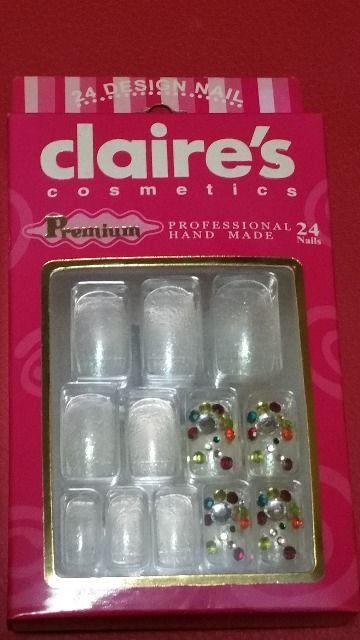 24 DESIGN NAIL
claire's
cosmetics
Premium
PROFESSIONAL
HAND MADE
24
Nails